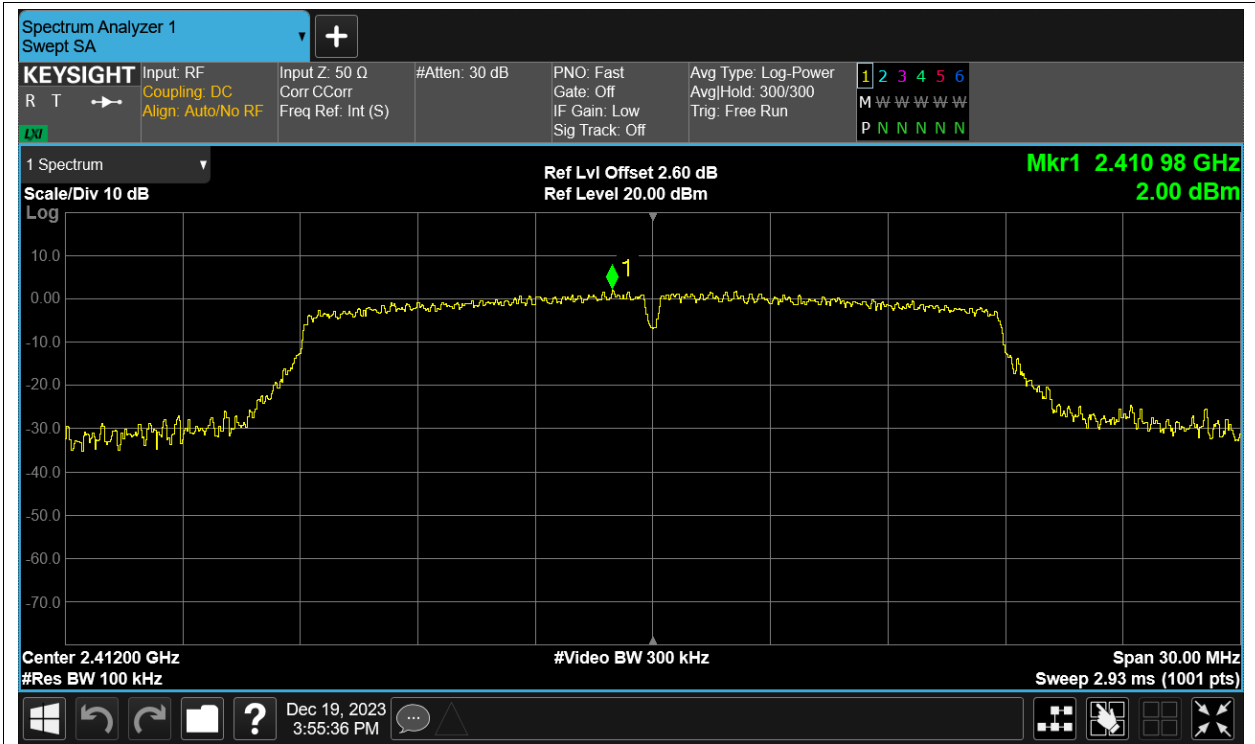 Spectrum Analyzer 1
Swept SA
KEYSIGHT
R T
LXI
Input: RF
Coupling: DC
Align: Auto/No RF
Input Z: 50 Ω
Corr CCorr
Freq Ref: Int (S)
#Atten: 30 dB
PNO: Fast
Gate: Off
IF Gain: Low
Sig Track: Off
Avg Type: Log-Power
Avg|Hold: 300/300
Trig: Free Run
1 2 3 4 5 6
M W W W W W
P N N N N N
1 Spectrum
Scale/Div 10 dB
Log
Ref Lvl Offset 2.60 dB
Ref Level 20.00 dBm
Mkr1 2.410 98 GHz
2.00 dBm
1
10.0
0.00
-10.0
-20.0
-30.0
-40.0
-50.0
-60.0
-70.0
Center 2.41200 GHz
#Res BW 100 kHz
#Video BW 300 kHz
Span 30.00 MHz
Sweep 2.93 ms (1001 pts)
?
Dec 19, 2023
3:55:36 PM